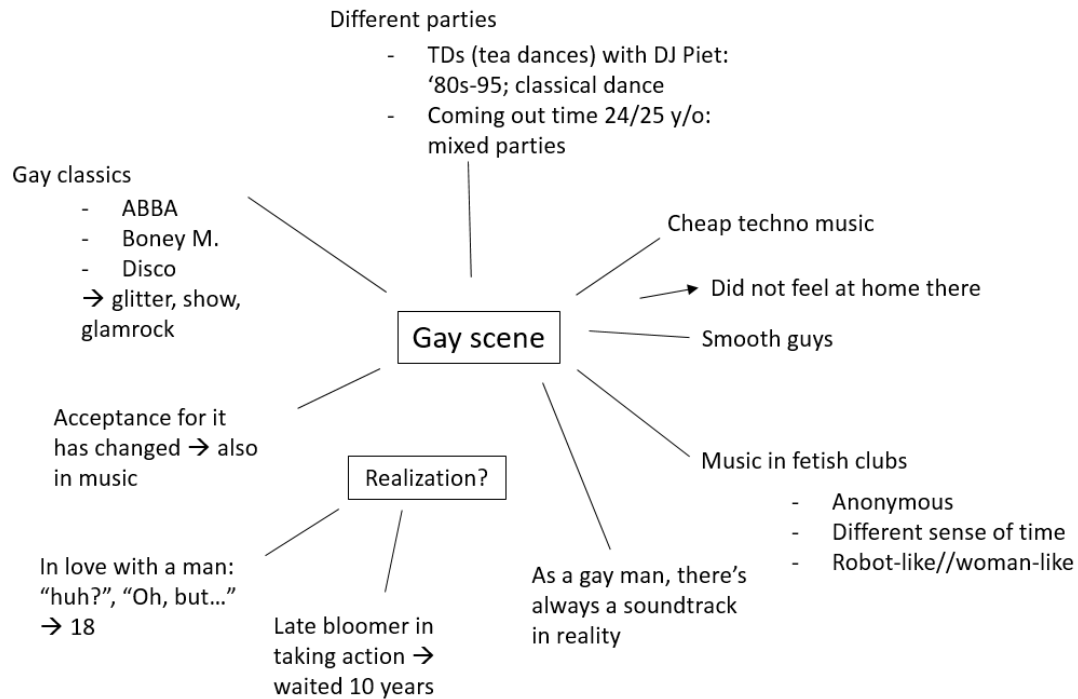 Different parties
- TDs (tea dances) with DJ Piet:
‘80s-95; classical dance
- Coming out time 24/25 y/o:
mixed parties
Gay classics
- ABBA
- Boney M.
- Disco
→ glitter, show,
glamrock
Cheap techno music
Did not feel at home there
Smooth guys
Gay scene
Acceptance for it
has changed → also
in music
Music in fetish clubs
- Anonymous
- Different sense of time
- Robot-like//woman-like
Realization?
In love with a man:
“huh?”, “Oh, but…”
→ 18
Late bloomer in
taking action →
waited 10 years
As a gay man, there’s
always a soundtrack
in reality